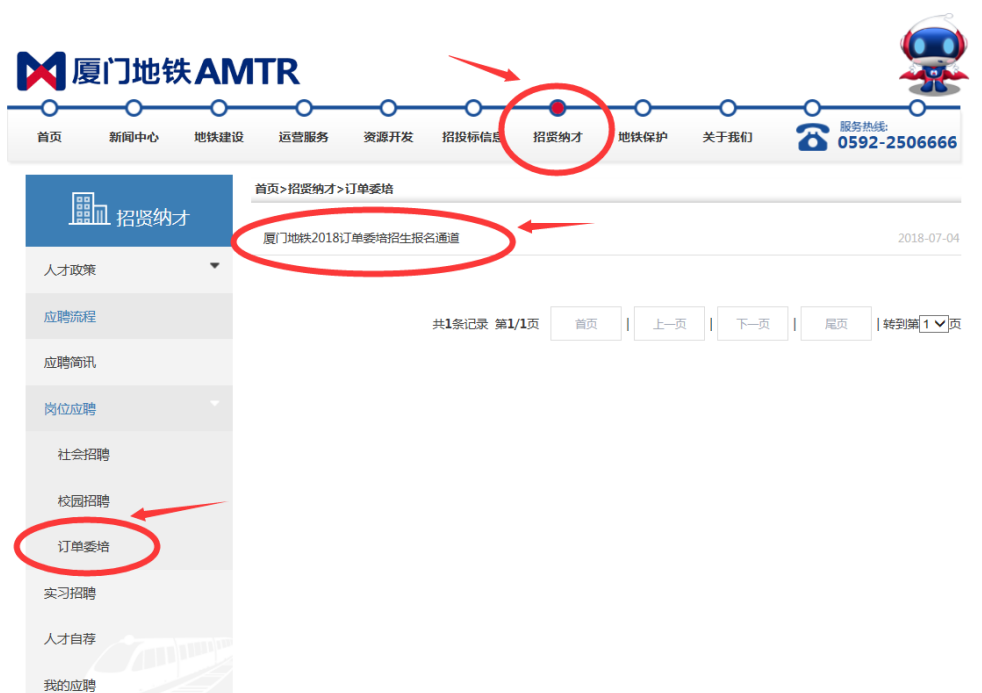 厦门地铁AMTR
首页 新闻中心 地铁建设 运营服务 资源开发 招投标信息 招贤纳才 地铁保护 关于我们
服务热线:
0592-2506666
招贤纳才
人才政策
应聘流程
应聘简讯
岗位应聘
社会招聘
校园招聘
订单委培
实习招聘
人才自荐
我的应聘
首页>招贤纳才>订单委培
厦门地铁2018订单委培招生报名通道 2018-07-04
共1条记录 第1/1页 首页 | 上一页 | 下一页 | 尾页 | 转到第 1 页